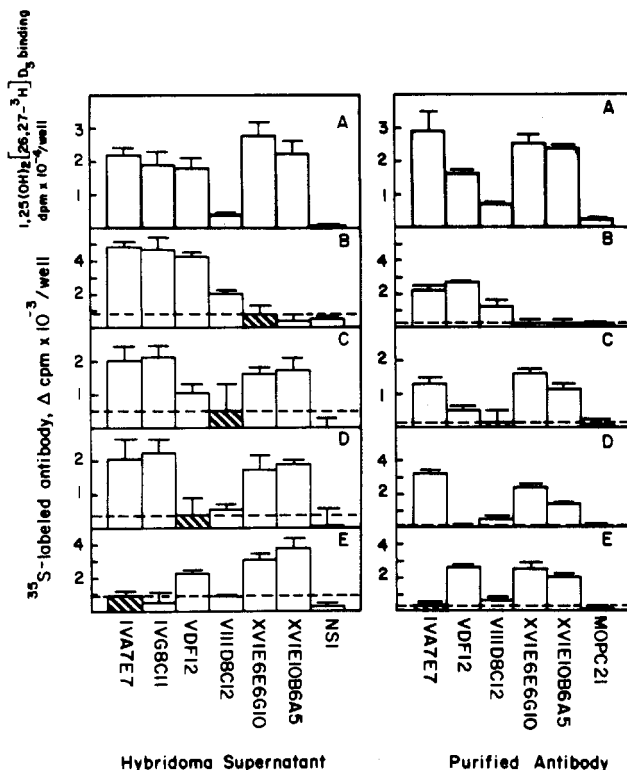 1,25(OH)₂[26,27-³H] D₃ binding
dpm x 10⁻⁴/well
³⁵S-labeled antibody, Δ cpm x 10⁻³/well
A
3
2
1
B
4
2
C
2
1
D
2
1
E
4
2
IVA7E7
IVG8C11
VDF12
VIIID8C12
XVIE6E6G10
XVIE10B6A5
NS1
Hybridoma Supernatant
A
3
2
1
B
4
2
C
2
1
D
4
2
E
4
2
IVA7E7
VDF12
VIIID8C12
XVIE6E6G10
XVIE10B6A5
MOPC21
Purified Antibody